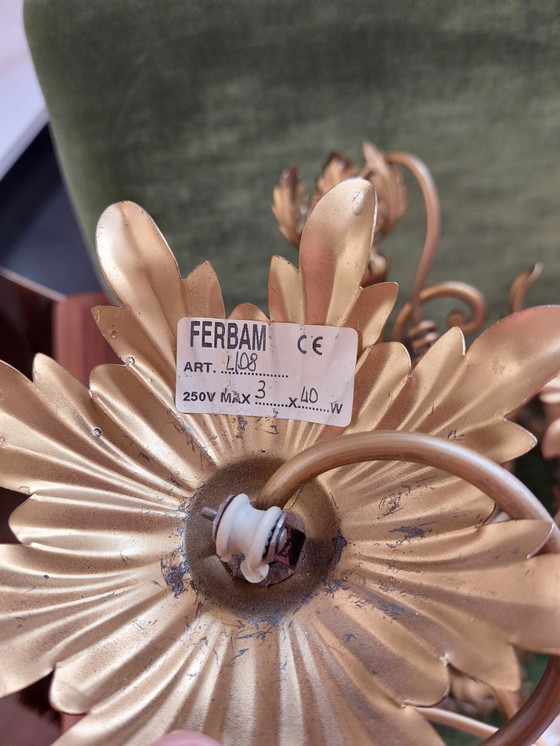 FERBAM CE
ART. L108
250V MAX 3 X 40 W